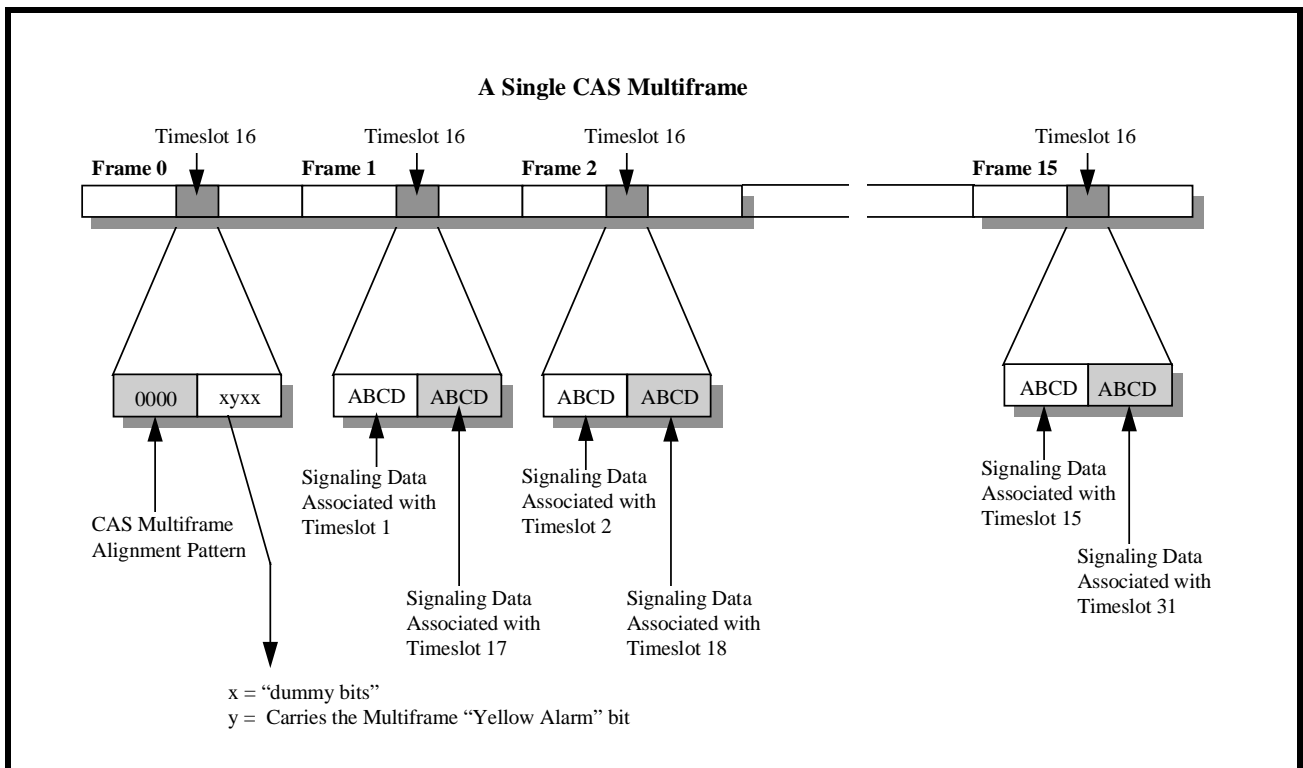 A Single CAS Multiframe
Timeslot 16
Timeslot 16
Timeslot 16
Timeslot 16
Frame 0
Frame 1
Frame 2
Frame 15
0000
xyxx
ABCD
ABCD
ABCD
ABCD
ABCD
ABCD
CAS Multiframe
Alignment Pattern
Signaling Data
Associated with
Timeslot 1
Signaling Data
Associated with
Timeslot 17
Signaling Data
Associated with
Timeslot 2
Signaling Data
Associated with
Timeslot 18
Signaling Data
Associated with
Timeslot 15
Signaling Data
Associated with
Timeslot 31
x = “dummy bits”
y = Carries the Multiframe “Yellow Alarm” bit